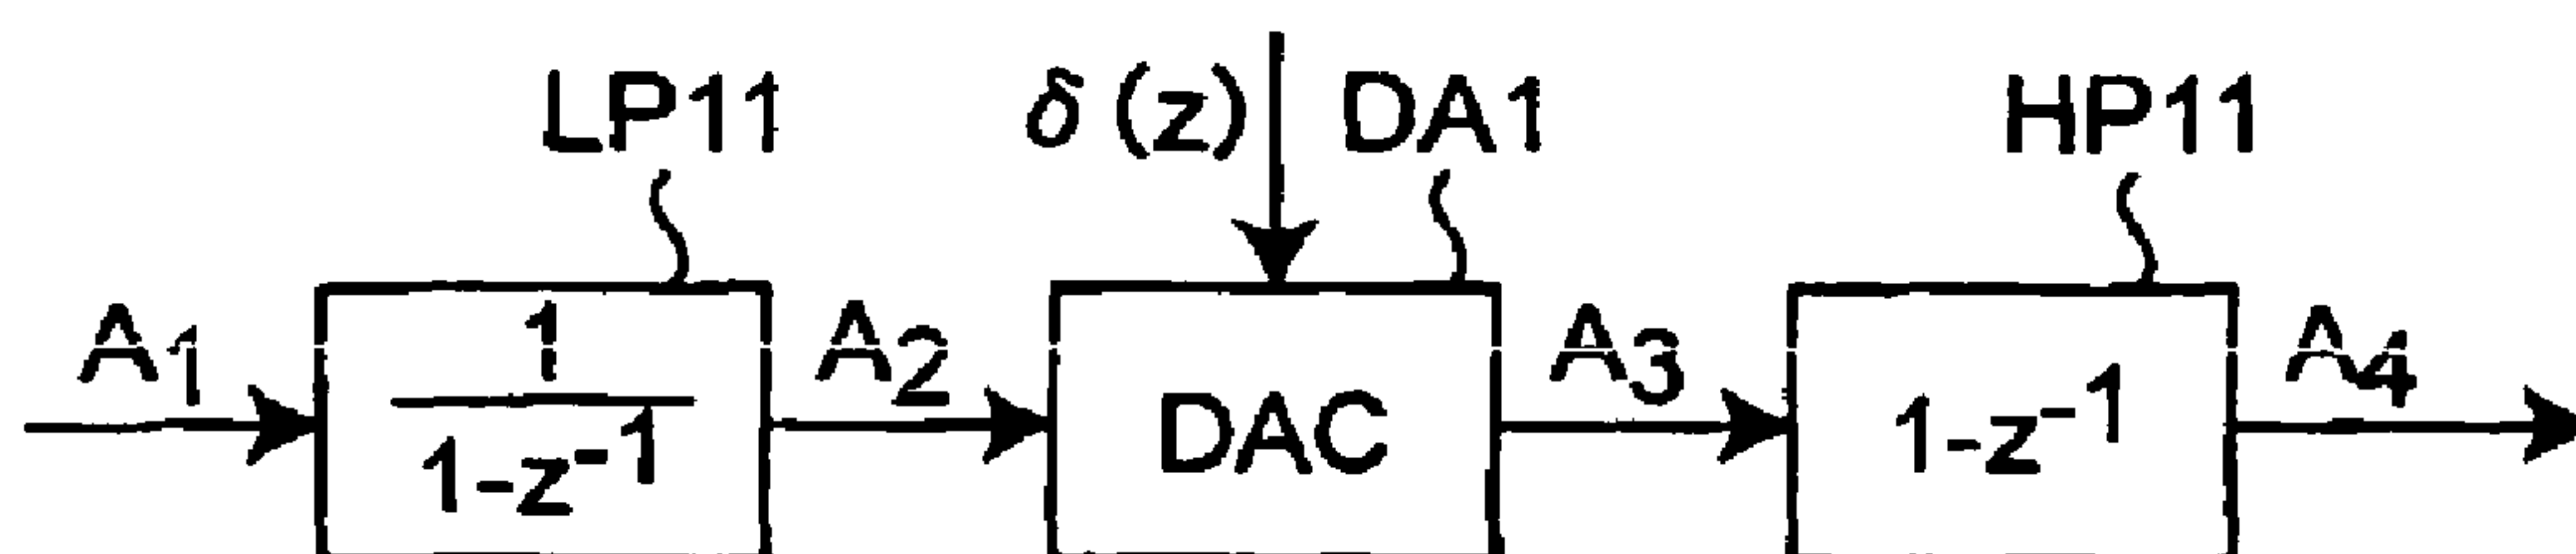 LP11 δ (z) DA1 HP11
A1 1 A2 A3 A4
1-z-1 DAC 1-z-1